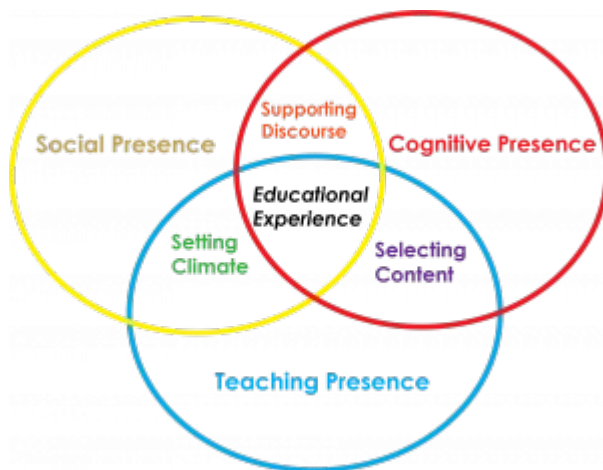 Supporting
Discourse
Social Presence
Cognitive Presence
Educational
Experience
Setting
Climate
Selecting
Content
Teaching Presence